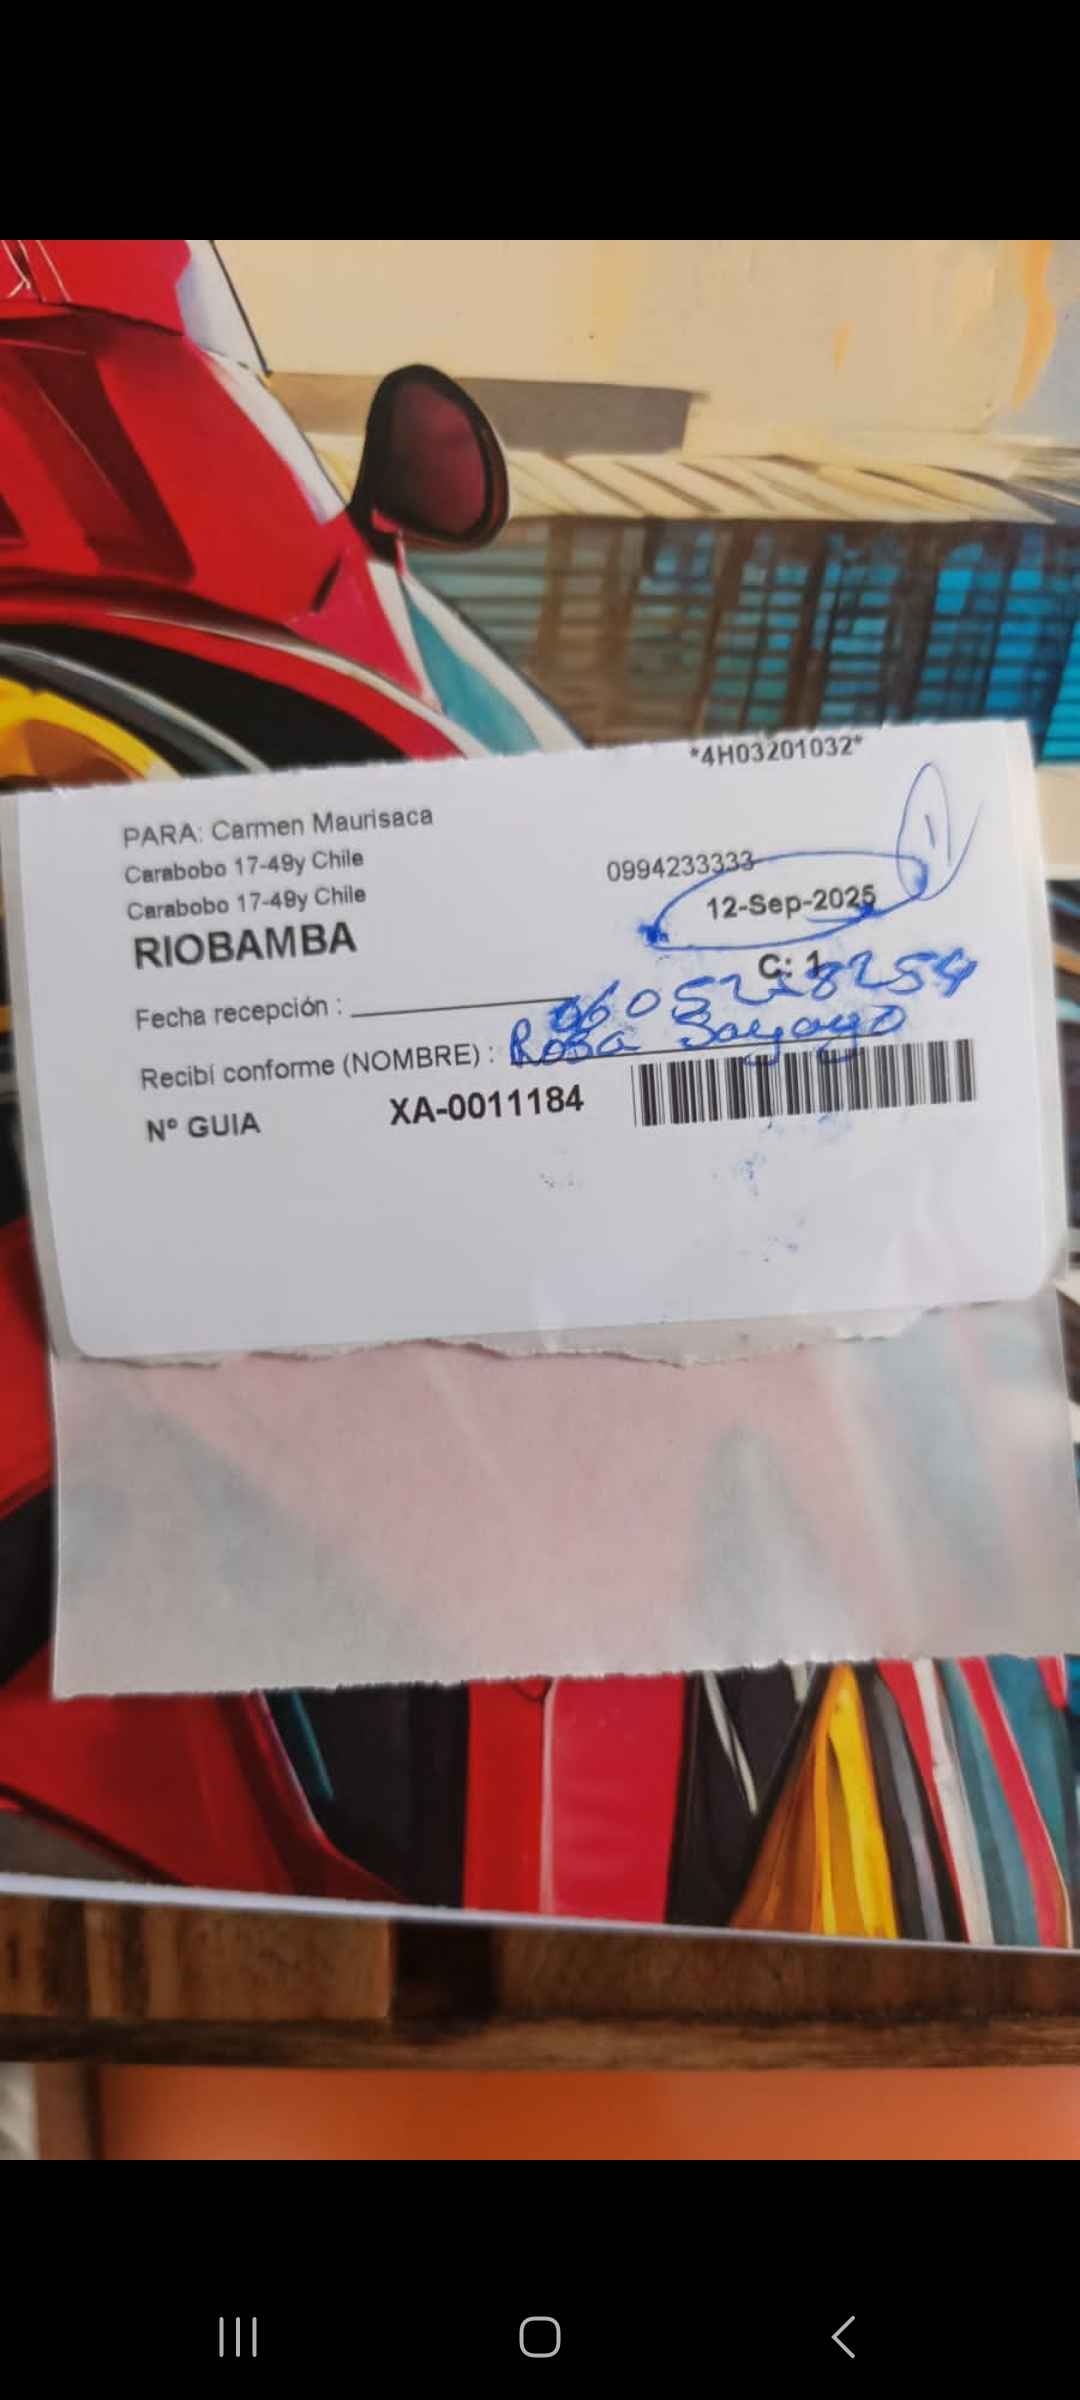 *4H03201032*
PARA: Carmen Maurisaca
Carabobo 17-49y Chile
0994233333
Carabobo 17-49y Chile
12-Sep-2025
RIOBAMBA
C: 1
Fecha recepción :
Recibí conforme (NOMBRE) : Rosa
Nº GUIA XA-0011184